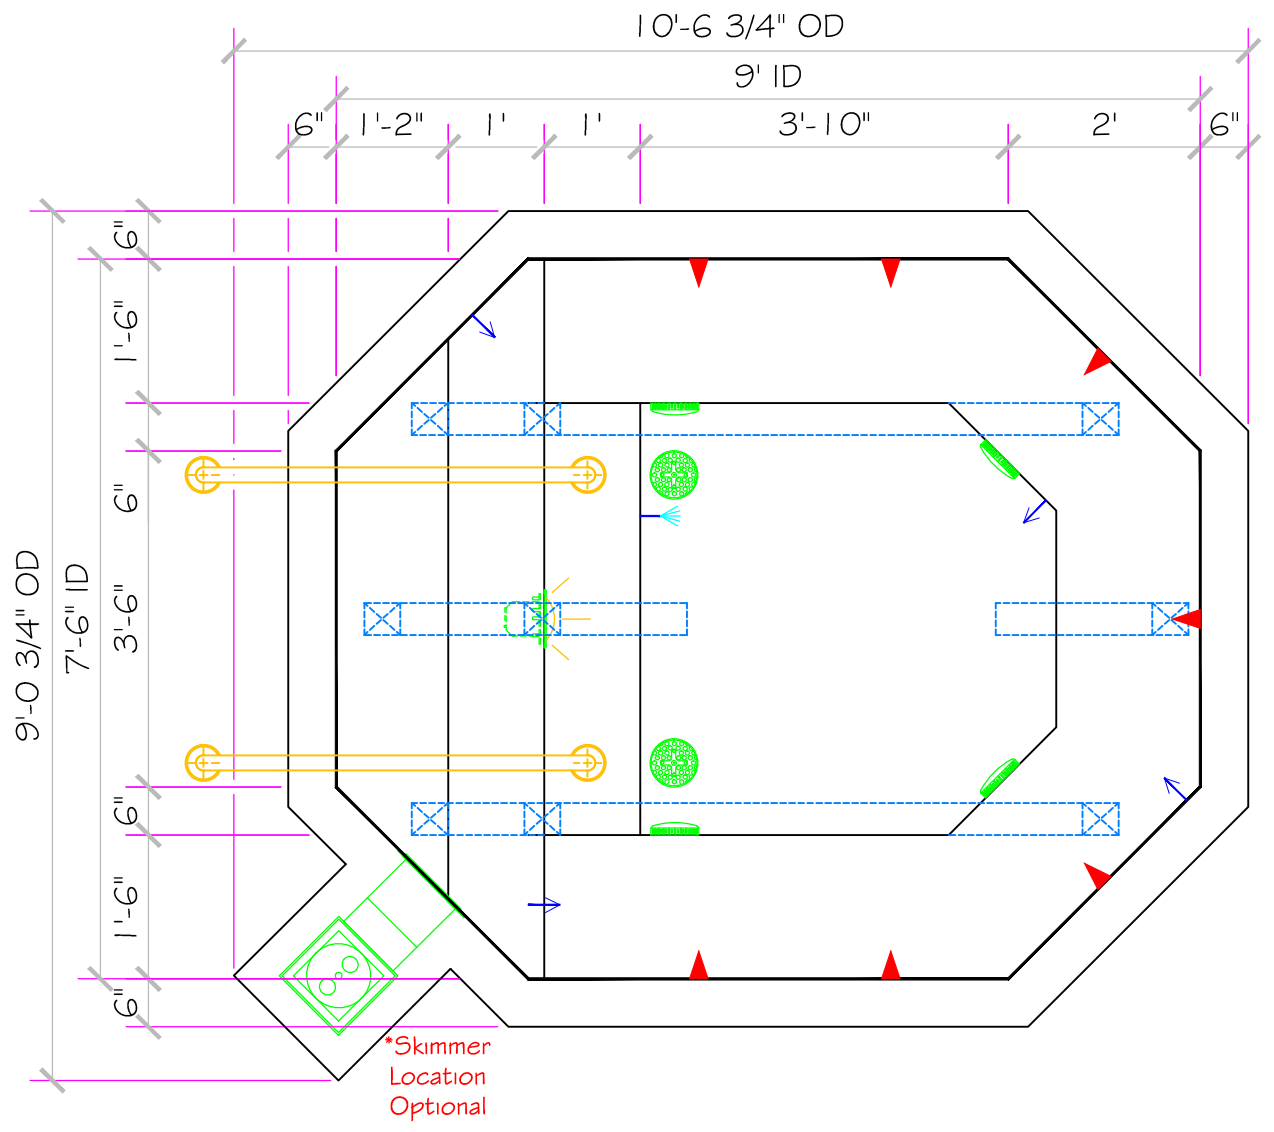 10'-6 3/4" OD
9' ID
6" 1'-2" 1' 1' 3'-10" 2' 6"
6"
1'-6"
6"
3'-6"
6"
1'-6"
6"
7'-6" ID
9'-0 3/4" OD
*Skimmer
Location
Optional